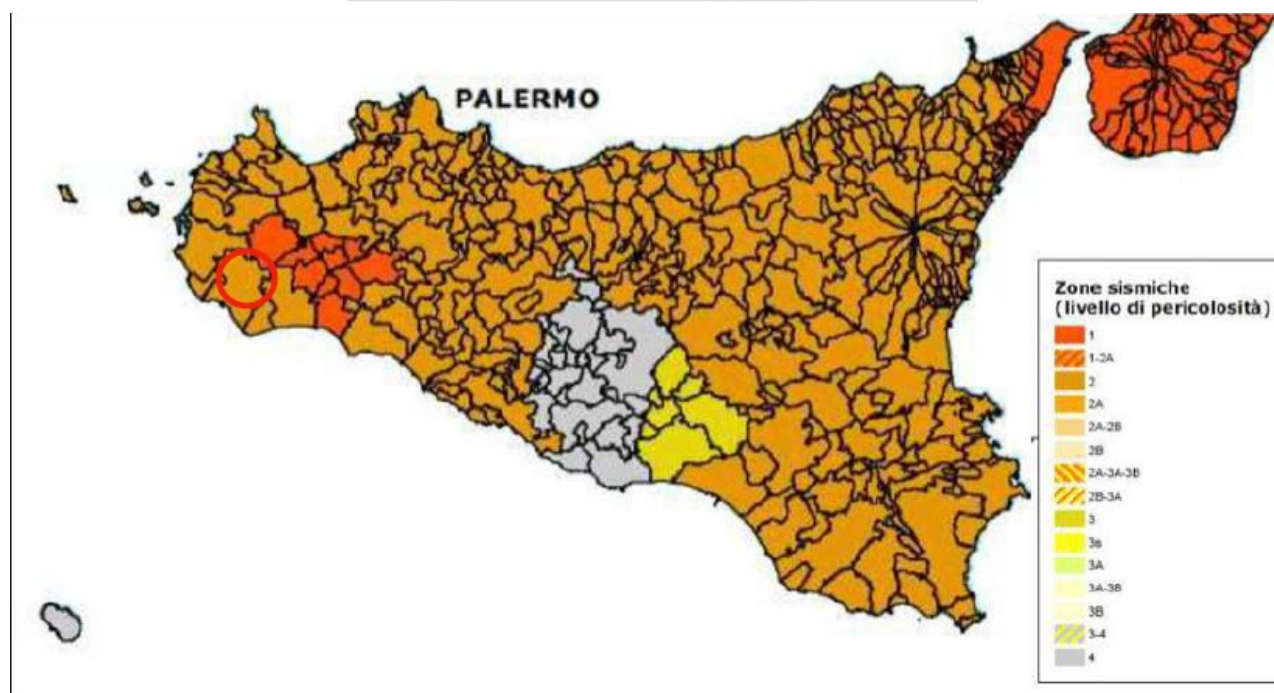 PALERMO
Zone sismiche
(livello di pericolosità)
1
1-2A
2
2A
2A-2B
2B
2A-3A-3B
2B-3A
3
3s
3A
3A-3B
3B
3-4
4